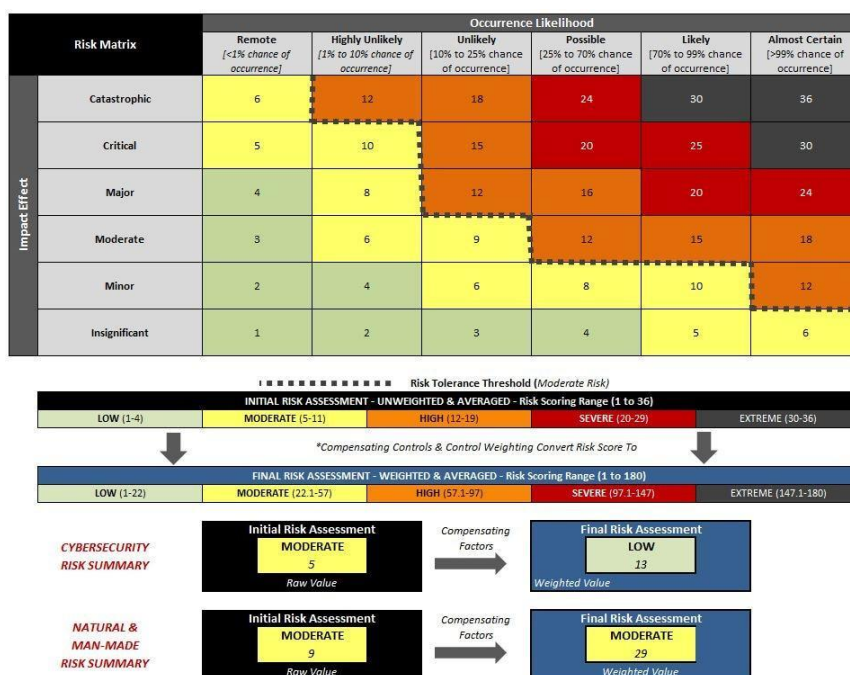 Risk Matrix
Occurrence Likelihood
Remote
[<1% chance of
occurrence]
Highly Unlikely
[1% to 10% chance of
occurrence]
Unlikely
[10% to 25% chance
of occurrence]
Possible
[25% to 70% chance
of occurrence]
Likely
[70% to 99% chance
of occurrence]
Almost Certain
[>99% chance of
occurrence]
Impact Effect
Catastrophic 6 12 18 24 30 36
Critical 5 10 15 20 25 30
Major 4 8 12 16 20 24
Moderate 3 6 9 12 15 18
Minor 2 4 6 8 10 12
Insignificant 1 2 3 4 5 6
Risk Tolerance Threshold (Moderate Risk)
INITIAL RISK ASSESSMENT - UNWEIGHTED & AVERAGED - Risk Scoring Range (1 to 36)
LOW (1-4) MODERATE (5-11) HIGH (12-19) SEVERE (20-29) EXTREME (30-36)
*Compensating Controls & Control Weighting Convert Risk Score To
FINAL RISK ASSESSMENT - WEIGHTED & AVERAGED - Risk Scoring Range (1 to 180)
LOW (1-22) MODERATE (22.1-57) HIGH (57.1-97) SEVERE (97.1-147) EXTREME (147.1-180)
CYBERSECURITY
RISK SUMMARY
Initial Risk Assessment
MODERATE
5
Raw Value
Compensating
Factors
Final Risk Assessment
LOW
13
Weighted Value
NATURAL &
MAN-MADE
RISK SUMMARY
Initial Risk Assessment
MODERATE
9
Raw Value
Compensating
Factors
Final Risk Assessment
MODERATE
29
Weighted Value